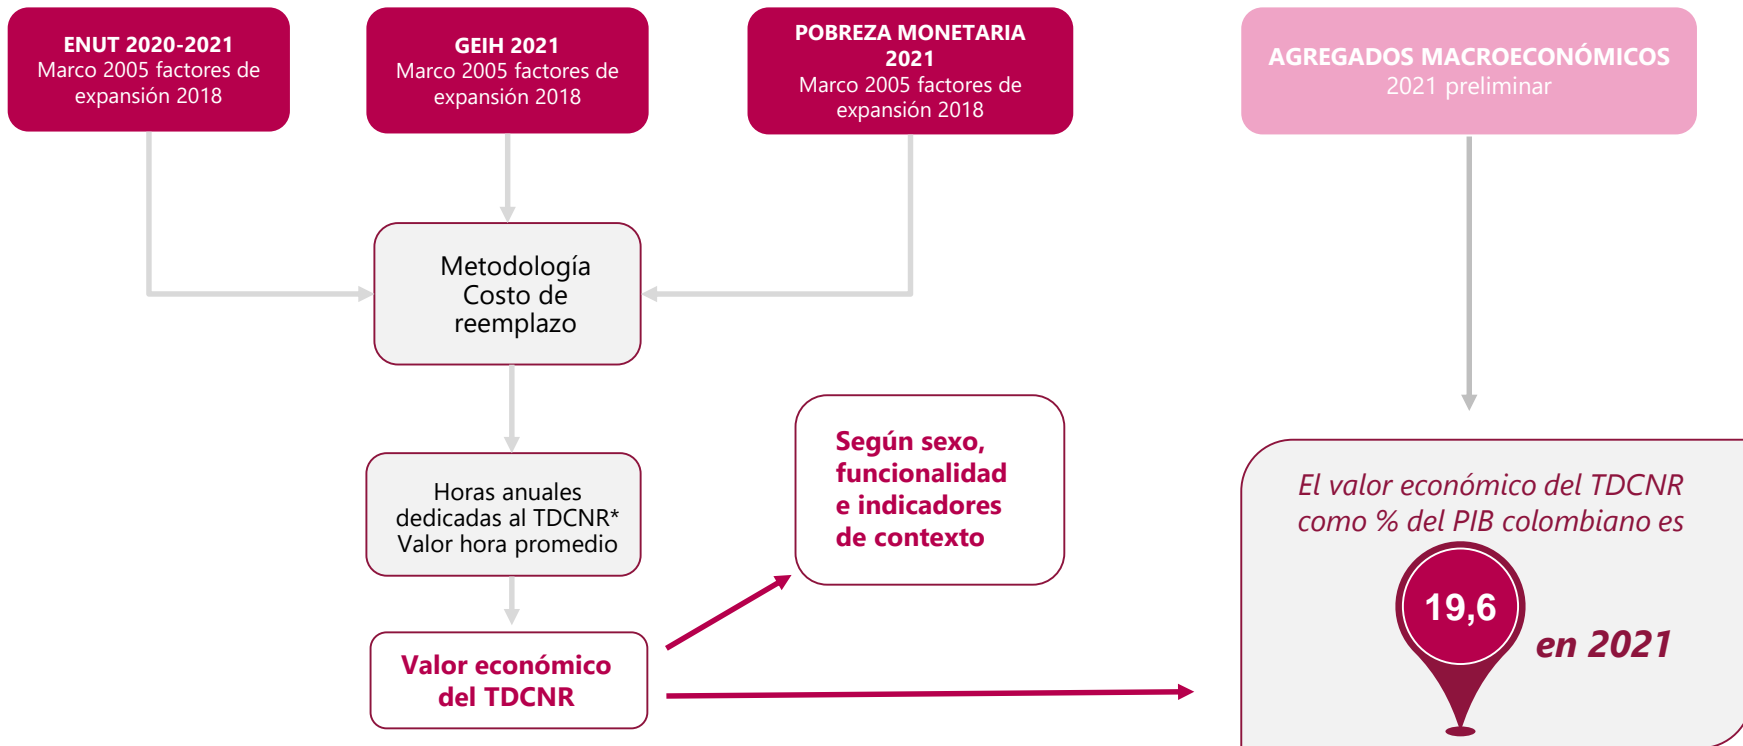 ENUT 2020-2021
Marco 2005 factores de
expansión 2018
GEIH 2021
Marco 2005 factores de
expansión 2018
POBREZA MONETARIA
2021
Marco 2005 factores de
expansión 2018
AGREGADOS MACROECONÓMICOS
2021 preliminar
Metodología
Costo de
reemplazo
Según sexo,
funcionalidad
e indicadores
de contexto
Horas anuales
dedicadas al TDCNR*
Valor hora promedio
Valor económico
del TDCNR
El valor económico del TDCNR
como % del PIB colombiano es
19,6
en 2021